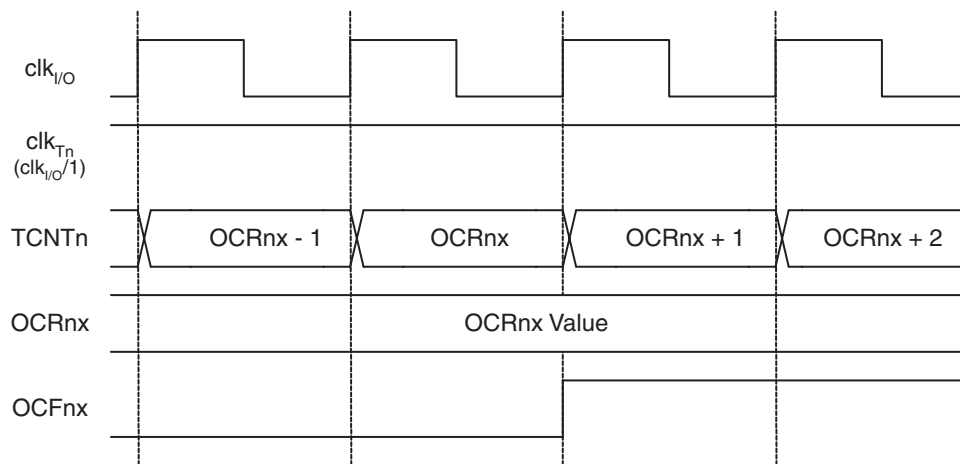 clkI/O
clkTn
(clkI/O/1)
TCNTn
OCRnx - 1
OCRnx
OCRnx + 1
OCRnx + 2
OCRnx
OCRnx Value
OCFnx